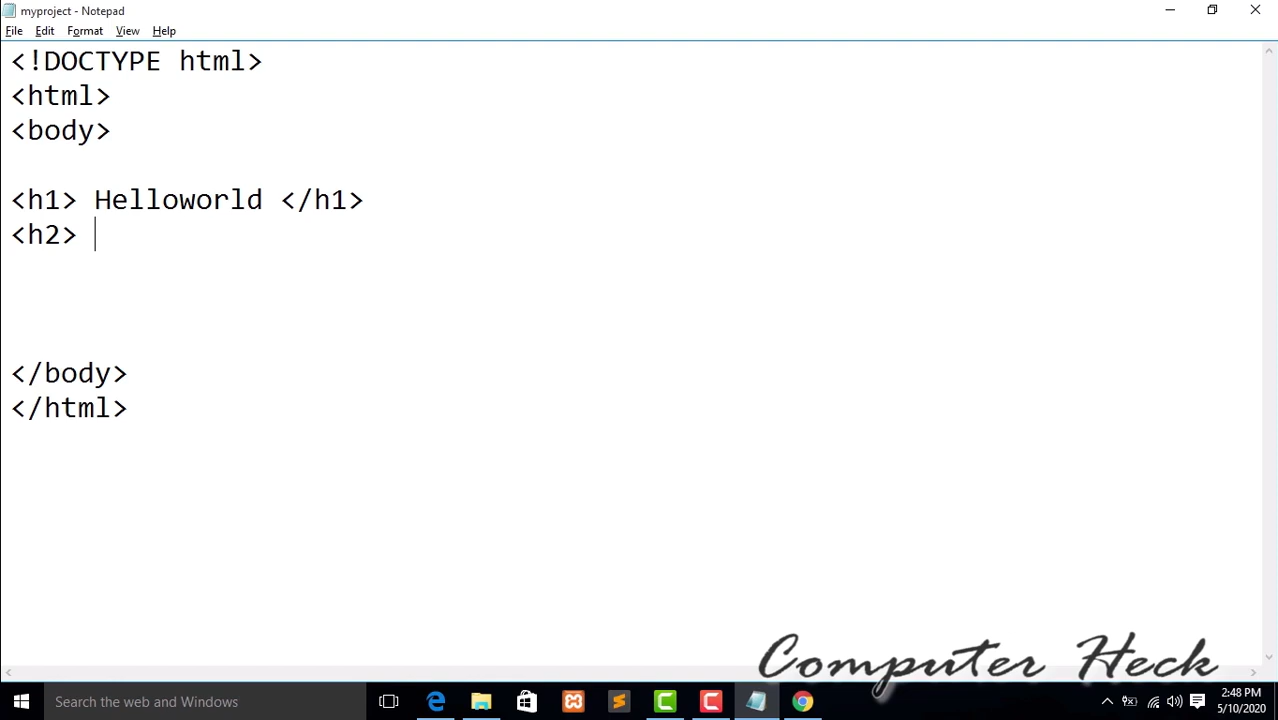 myproject - Notepad
File Edit Format View Help
<!DOCTYPE html>
<html>
<body>
<h1> Helloworld </h1>
<h2>
</body>
</html>
Computer Heck
Search the web and Windows
2:48 PM
5/10/2020